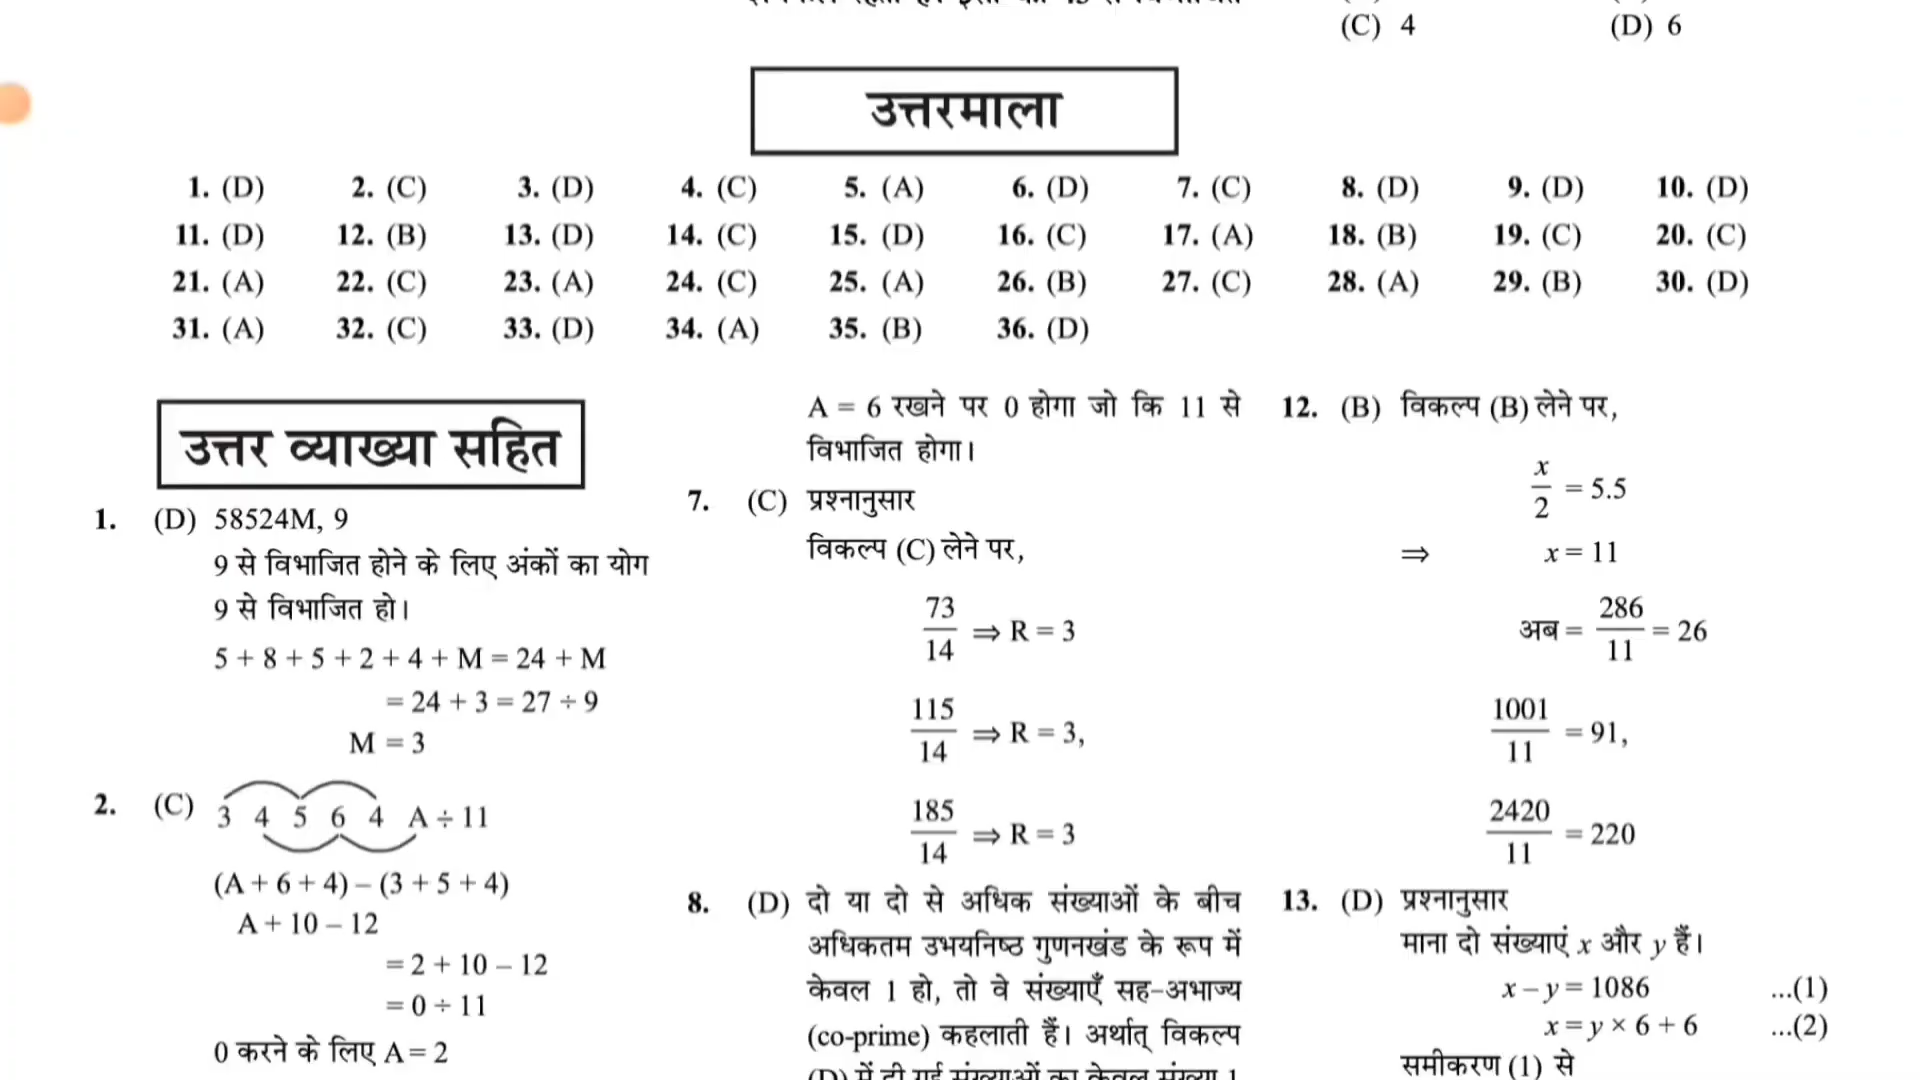 (C) 4 (D) 6
उत्तरमाला
1. (D) 2. (C) 3. (D) 4. (C) 5. (A) 6. (D) 7. (C) 8. (D) 9. (D) 10. (D)
11. (D) 12. (B) 13. (D) 14. (C) 15. (D) 16. (C) 17. (A) 18. (B) 19. (C) 20. (C)
21. (A) 22. (C) 23. (A) 24. (C) 25. (A) 26. (B) 27. (C) 28. (A) 29. (B) 30. (D)
31. (A) 32. (C) 33. (D) 34. (A) 35. (B) 36. (D)
उत्तर व्याख्या सहित
1. (D) 58524M, 9
9 से विभाजित होने के लिए अंकों का योग
9 से विभाजित हो।
5 + 8 + 5 + 2 + 4 + M = 24 + M
= 24 + 3 = 27 ÷ 9
M = 3
2. (C) 3 4 5 6 4 A ÷ 11
(A + 6 + 4) – (3 + 5 + 4)
A + 10 – 12
= 2 + 10 – 12
= 0 ÷ 11
0 करने के लिए A = 2
A = 6 रखने पर 0 होगा जो कि 11 से
विभाजित होगा।
7. (C) प्रश्नानुसार
विकल्प (C) लेने पर,
73
14 ⇒ R = 3
115
14 ⇒ R = 3,
185
14 ⇒ R = 3
8. (D) दो या दो से अधिक संख्याओं के बीच
अधिकतम उभयनिष्ठ गुणनखंड के रूप में
केवल 1 हो, तो वे संख्याएँ सह-अभाज्य
(co-prime) कहलाती हैं। अर्थात् विकल्प
(D) में दी गई संख्याओं का केवल संख्या 1
12. (B) विकल्प (B) लेने पर,
x
2 = 5.5
⇒ x = 11
अब = 286
11 = 26
1001
11 = 91,
2420
11 = 220
13. (D) प्रश्नानुसार
माना दो संख्याएं x और y हैं।
x – y = 1086 ...(1)
x = y × 6 + 6 ...(2)
समीकरण (1) से